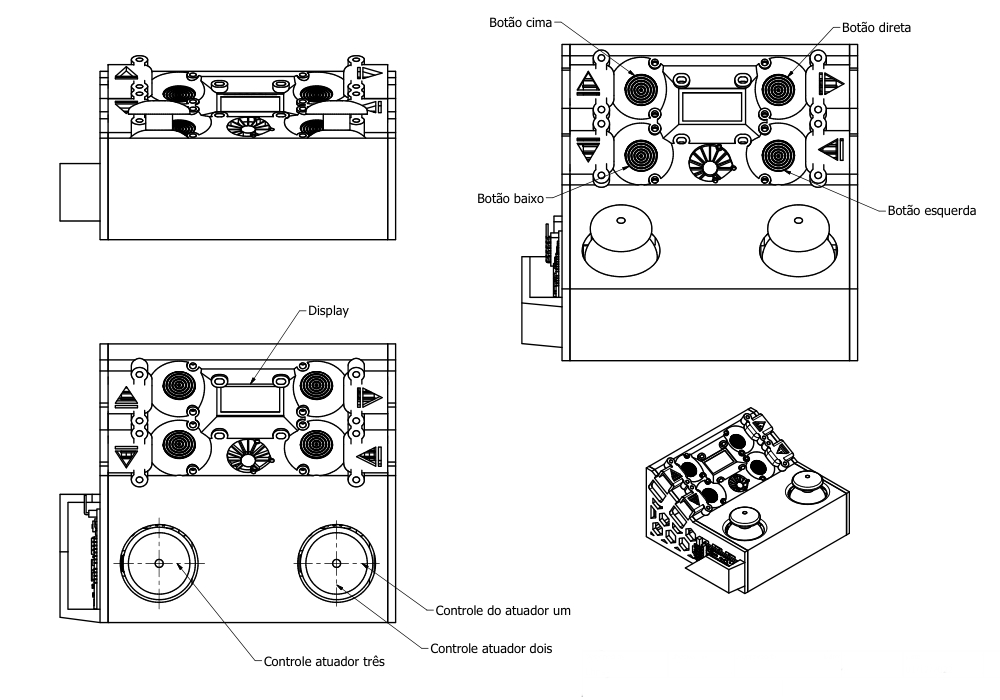 Botão cima
Botão direta
Botão baixo
Botão esquerda
Display
Controle do atuador um
Controle atuador dois
Controle atuador três